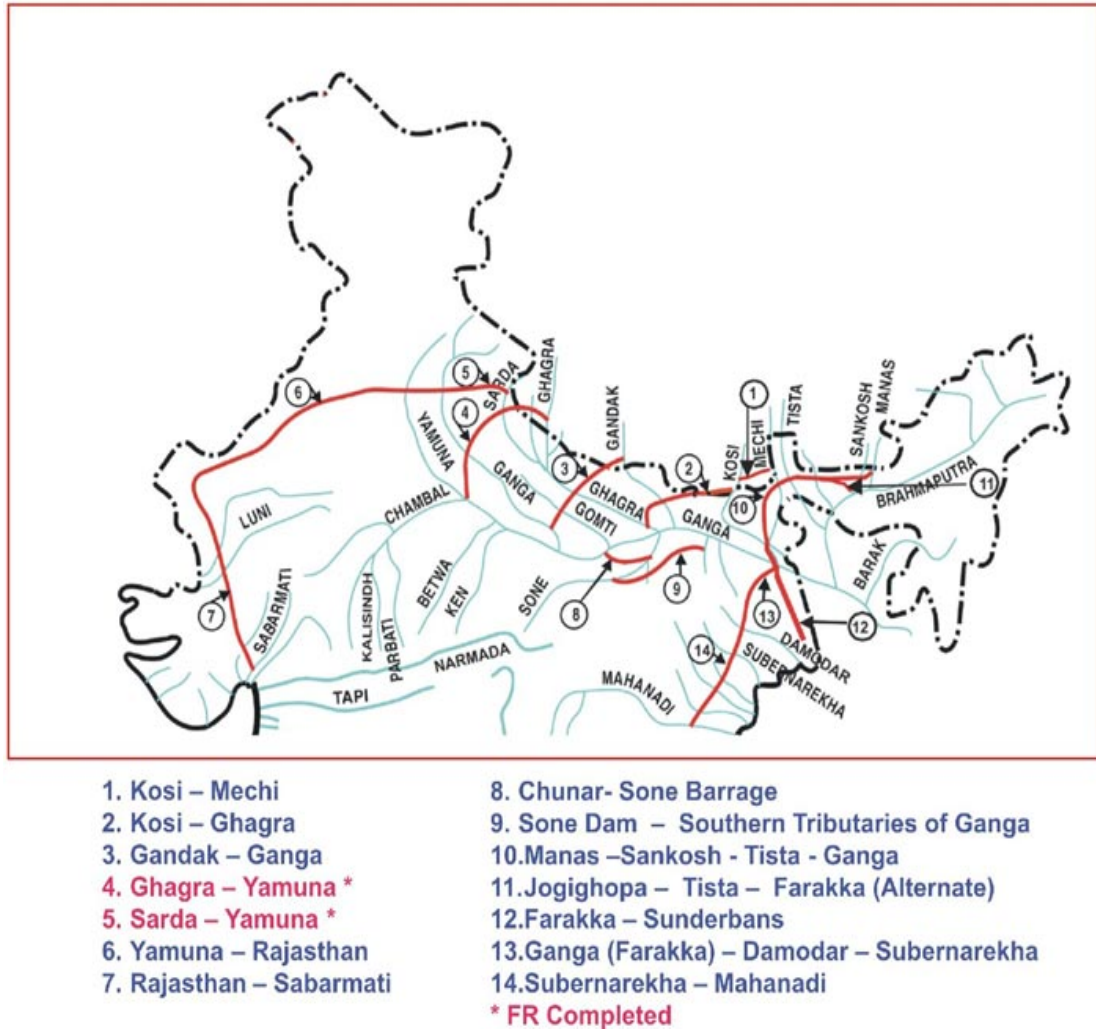 1
5
SARDA
GHAGRA
6
4
GANDAK
KOSI
MECHI
TISTA
SANKOSH
MANAS
YAMUNA
3
2
GANGA
GHAGRA
10
BRAHMAPUTRA
11
CHAMBAL
GOMTI
GANGA
LUNI
BETWA
KEN
SONE
8
9
BARAK
7
SABARMATI
KALISINDH
PARBATI
13
12
NARMADA
14
DAMODAR
SUBERNAREKHA
TAPI
MAHANADI
1. Kosi – Mechi
2. Kosi – Ghagra
3. Gandak – Ganga
4. Ghagra – Yamuna *
5. Sarda – Yamuna *
6. Yamuna – Rajasthan
7. Rajasthan – Sabarmati
8. Chunar- Sone Barrage
9. Sone Dam – Southern Tributaries of Ganga
10.Manas –Sankosh - Tista - Ganga
11.Jogighopa – Tista – Farakka (Alternate)
12.Farakka – Sunderbans
13.Ganga (Farakka) – Damodar – Subernarekha
14.Subernarekha – Mahanadi
* FR Completed